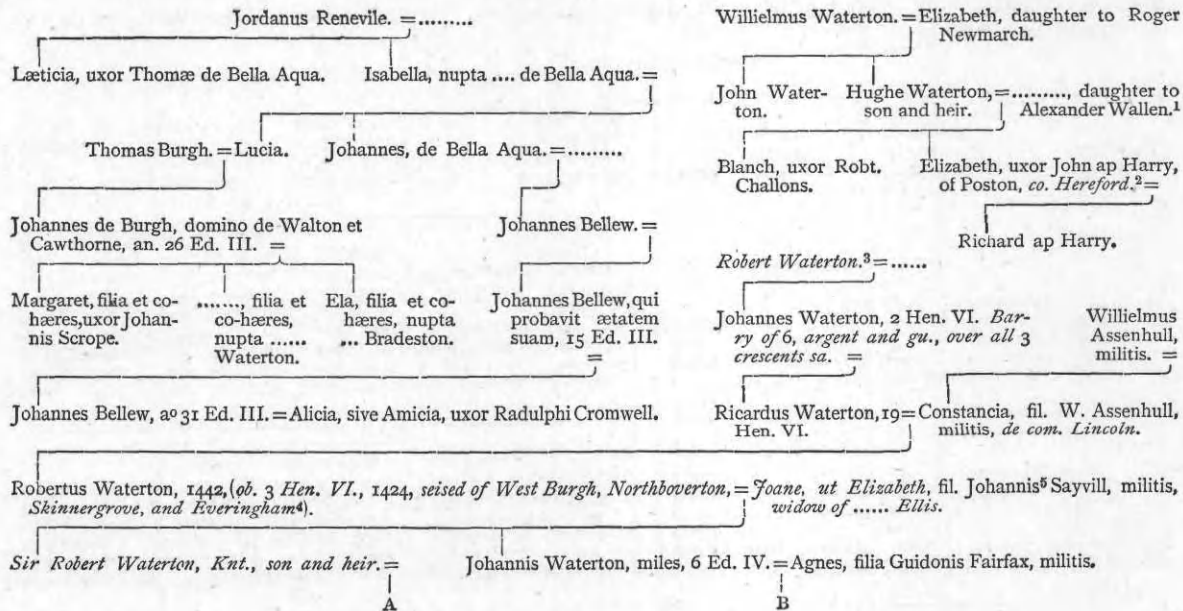 Jordanus Renevile. = .........
Willielmus Waterton. = Elizabeth, daughter to Roger
Newmarch.
Lætitia, uxor Thomæ de Bella Aqua.
Isabella, nupta .... de Bella Aqua. =
John Water-
ton.
Hughe Waterton, = ........., daughter to
son and heir. Alexander Wallen.¹
Thomas Burgh. = Lucia.
Johannes, de Bella Aqua. = ........
Blanch, uxor Robt.
Challons.
Elizabeth, uxor John ap Harry,
of Poston, co. Hereford.² =
Johannes de Burgh, domino de Walton et
Cawthorne, an. 26 Ed. III. =
Johannes Bellew. =
Richard ap Harry.
Robert Waterton.³ = ......
Margaret, filia et co-
hæres, uxor Johan-
nis Scrope.
........, filia et
co-hæres,
nupta ......
Waterton.
Ela, filia et co-
hæres, nupta
... Bradeston.
Johannes Bellew, qui
probavit ætatem
suam, 15 Ed. III.
=
Johannes Waterton, 2 Hen. VI. Bar-
ry of 6, argent and gu., over all 3
crescents sa. =
Willielmus
Assenhull,
militis. =
Johannes Bellew, aº 31 Ed. III. = Alicia, sive Amicia, uxor Radulphi Cromwell.
Ricardus Waterton, 19 = Constancia, fil. W. Assenhull,
Hen. VI. militis, de com. Lincoln.
Robertus Waterton, 1442, (ob. 3 Hen. VI., 1424, seised of West Burgh, Northboverton, = Joane, ut Elizabeth, fil. Johannis⁵ Sayvill, militis,
Skinnergrove, and Everingham⁴). widow of ...... Ellis.
Sir Robert Waterton, Knt., son and heir. =
Johannis Waterton, miles, 6 Ed. IV. = Agnes, filia Guidonis Fairfax, militis.
A
B